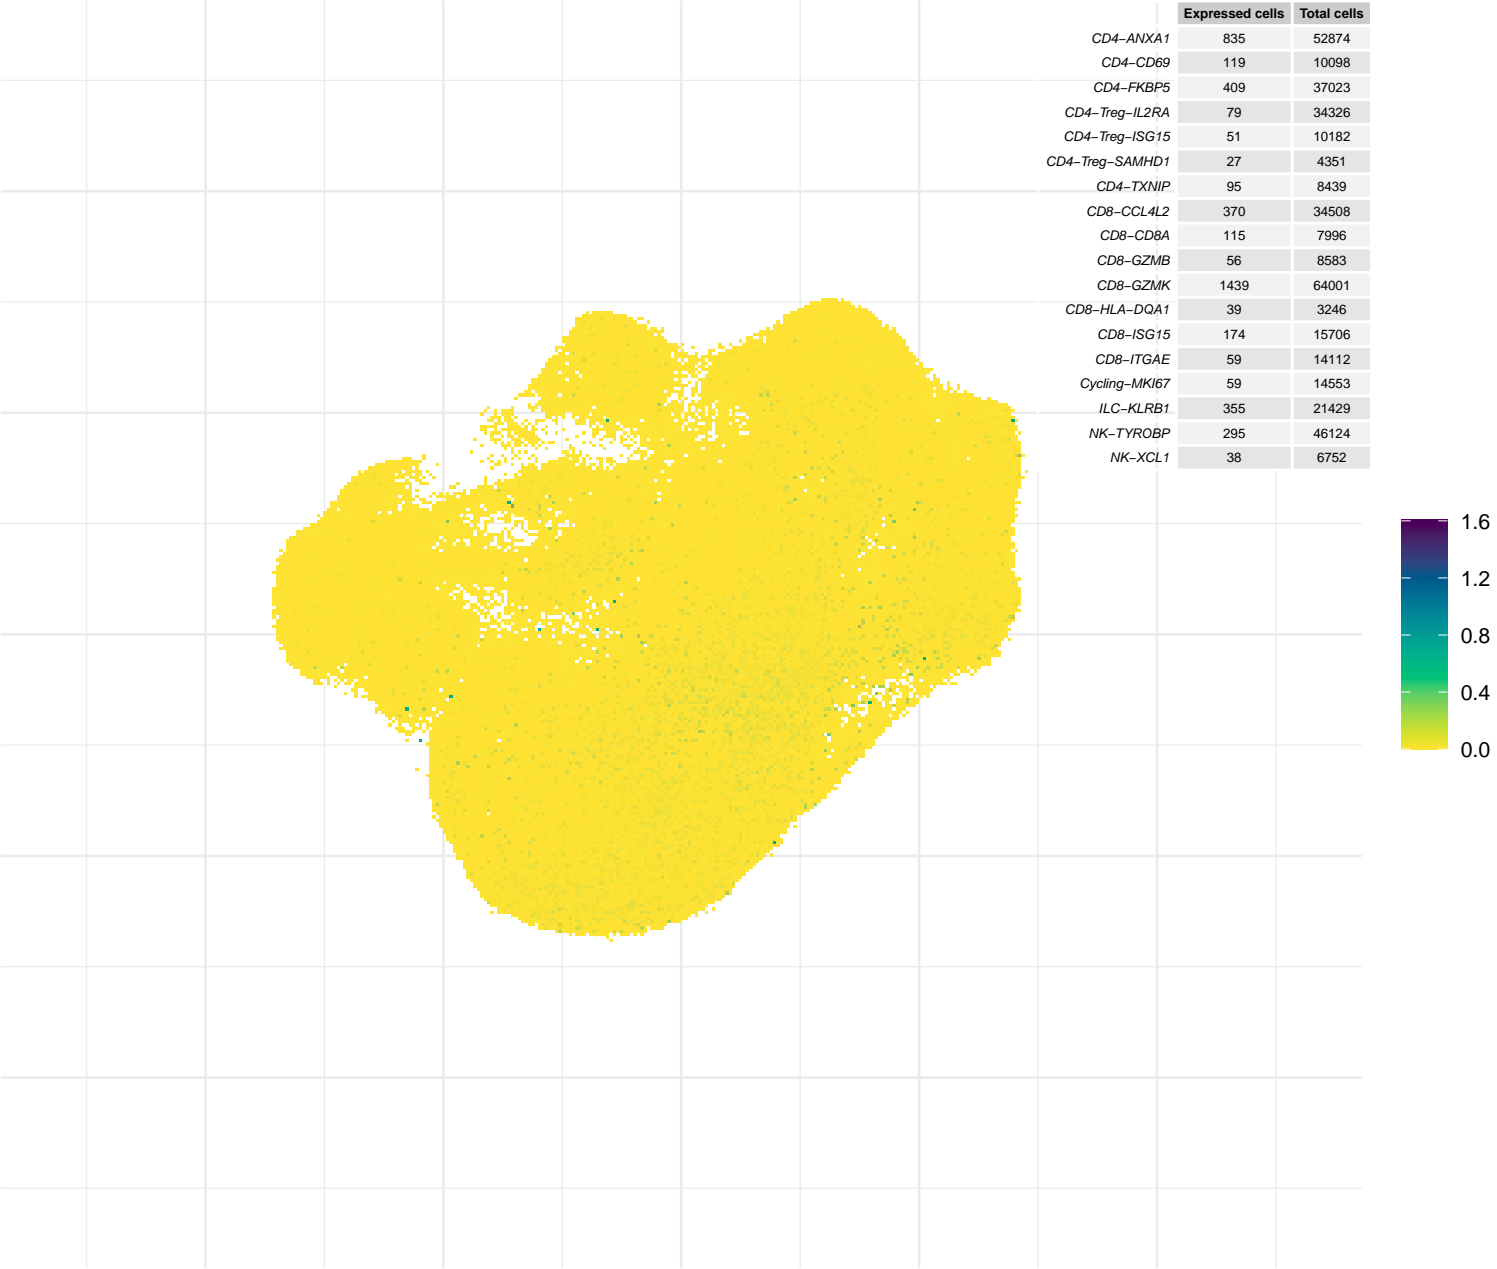 Expressed cells Total cells
CD4−ANXA1 835 52874
CD4−CD69 119 10098
CD4−FKBP5 409 37023
CD4−Treg−IL2RA 79 34326
CD4−Treg−ISG15 51 10182
CD4−Treg−SAMHD1 27 4351
CD4−TXNIP 95 8439
CD8−CCL4L2 370 34508
CD8−CD8A 115 7996
CD8−GZMB 56 8583
CD8−GZMK 1439 64001
CD8−HLA−DQA1 39 3246
CD8−ISG15 174 15706
CD8−ITGAE 59 14112
Cycling−MKI67 59 14553
ILC−KLRB1 355 21429
NK−TYROBP 295 46124
NK−XCL1 38 6752
1.6
1.2
0.8
0.4
0.0